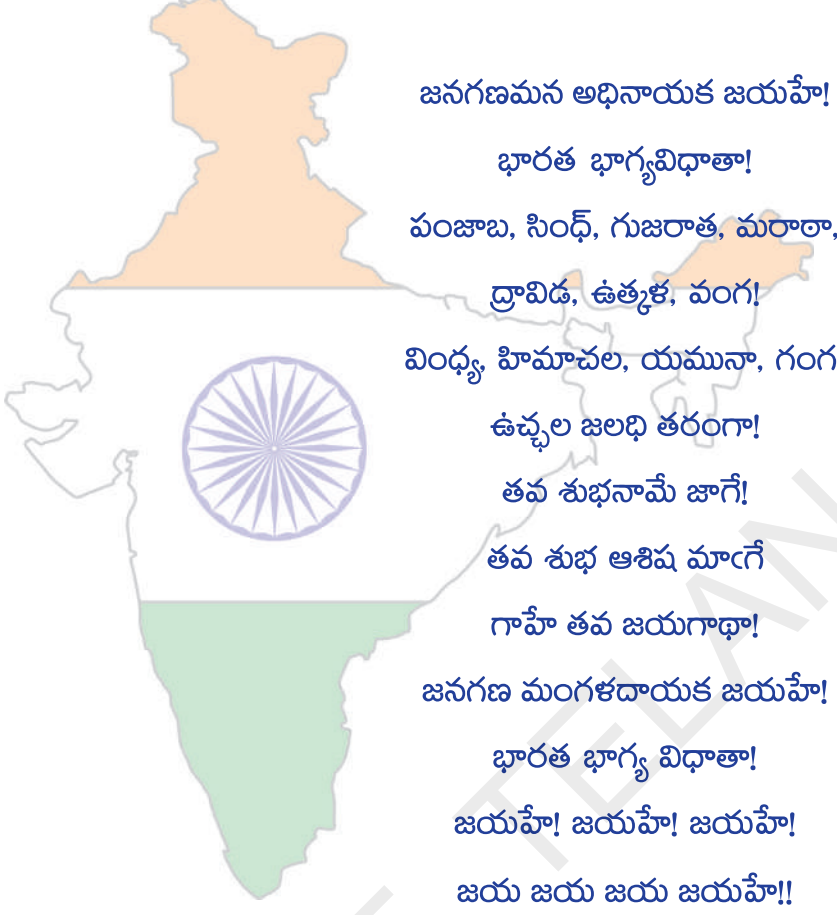 జనగణమన అధినాయక జయహే!
భారత భాగ్యవిధాతా!
పంజాబ, సింధ్, గుజరాత, మరాఠా,
ద్రావిడ, ఉత్కళ, వంగ!
వింధ్య, హిమాచల, యమునా, గంగ
ఉచ్ఛల జలధి తరంగా!
తవ శుభనామే జాగే!
తవ శుభ ఆశిష మాఁగే
గాహే తవ జయగాథా!
జనగణ మంగళదాయక జయహే!
భారత భాగ్య విధాతా!
జయహే! జయహే! జయహే!
జయ జయ జయ జయహే!!
TELAN